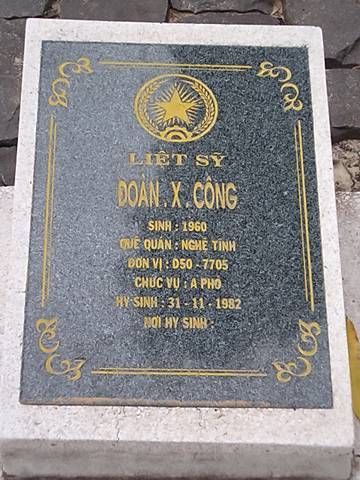 LIỆT SỸ
ĐOÀN . X . CÔNG
SINH : 1960
QUÊ QUÁN : NGHỆ TĨNH
ĐƠN VỊ : D50 - 7705
CHỨC VỤ : A PHÓ
HY SINH : 31 - 11 - 1982
NƠI HY SINH :